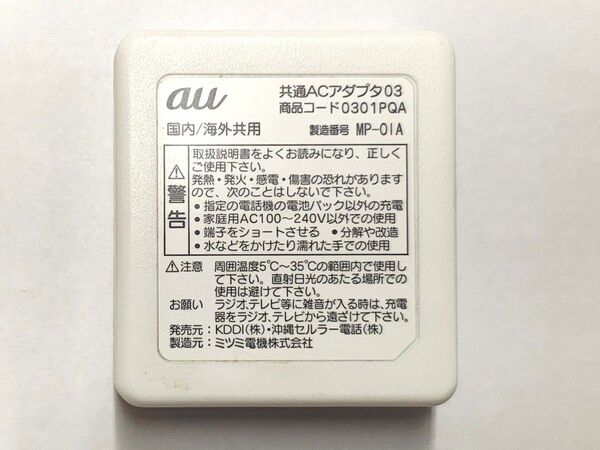 au
共通ACアダプタ03
商品コード0301PQA
国内/海外共用 製造番号 MP-01A
⚠警告
取扱説明書をよくお読みになり、正しく
ご使用下さい。
発熱・発火・感電・傷害の恐れがあります
ので、次のことはしないで下さい。
・指定の電話機の電池パック以外の充電
・家庭用AC100～240V以外での使用
・端子をショートさせる ・分解や改造
・水などをかけたり濡れた手での使用
⚠注意 周囲温度5℃～35℃の範囲内で使用し
て下さい。直射日光のあたる場所での
使用は避けて下さい。
お願い ラジオ、テレビ等に雑音が入る時は、充電
器をラジオ、テレビから遠ざけて下さい。
発売元：KDDI(株)・沖縄セルラー電話(株)
製造元：ミツミ電機株式会社